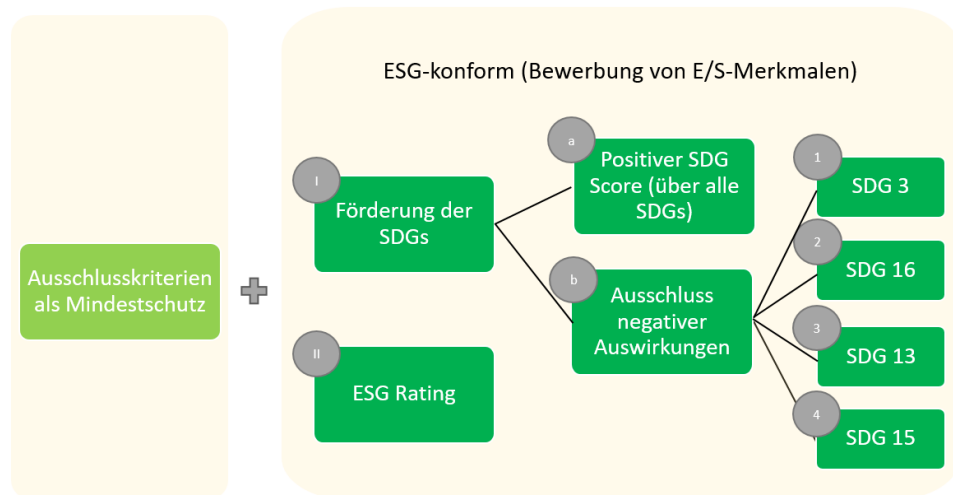 ESG-konform (Bewerbung von E/S-Merkmalen)
Ausschlusskriterien
als Mindestschutz
I
Förderung der
SDGs
II
ESG Rating
a
Positiver SDG
Score (über alle
SDGs)
b
Ausschluss
negativer
Auswirkungen
1
SDG 3
2
SDG 16
3
SDG 13
4
SDG 15